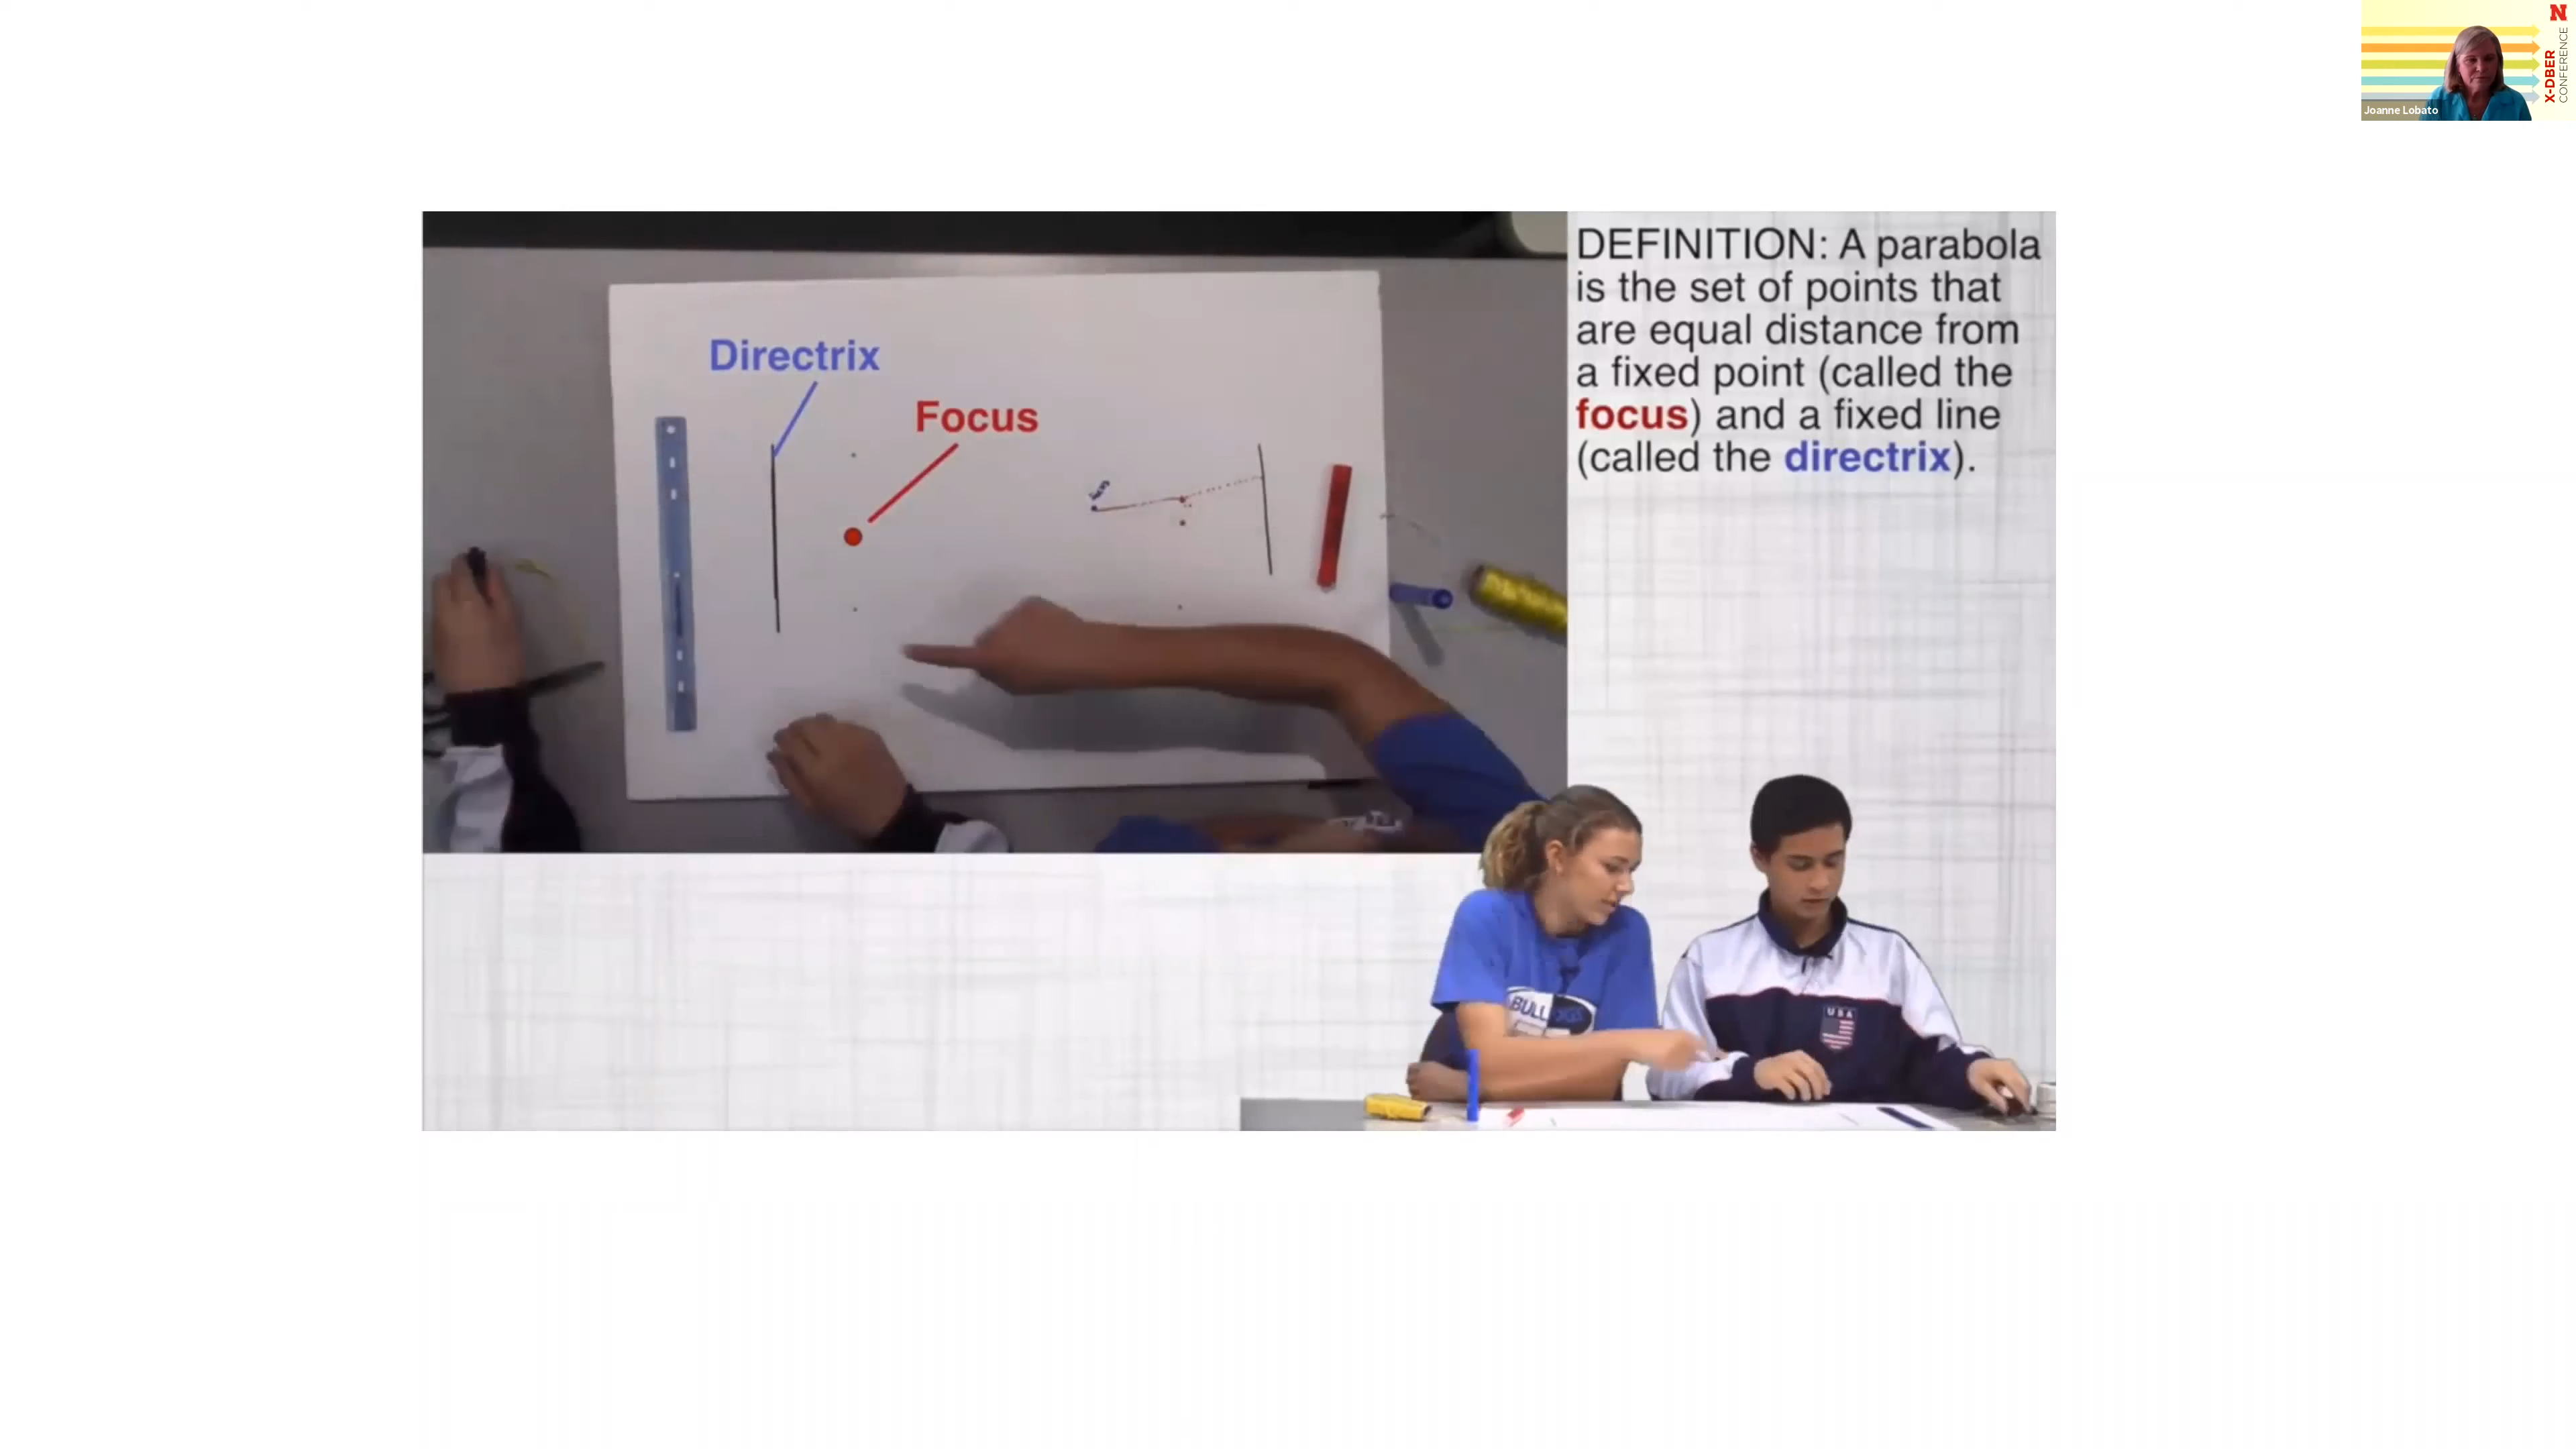 N
X-DBER
CONFERENCE
Joanne Lobato
DEFINITION: A parabola
is the set of points that
are equal distance from
a fixed point (called the
focus) and a fixed line
(called the directrix).
Directrix
Focus
USA